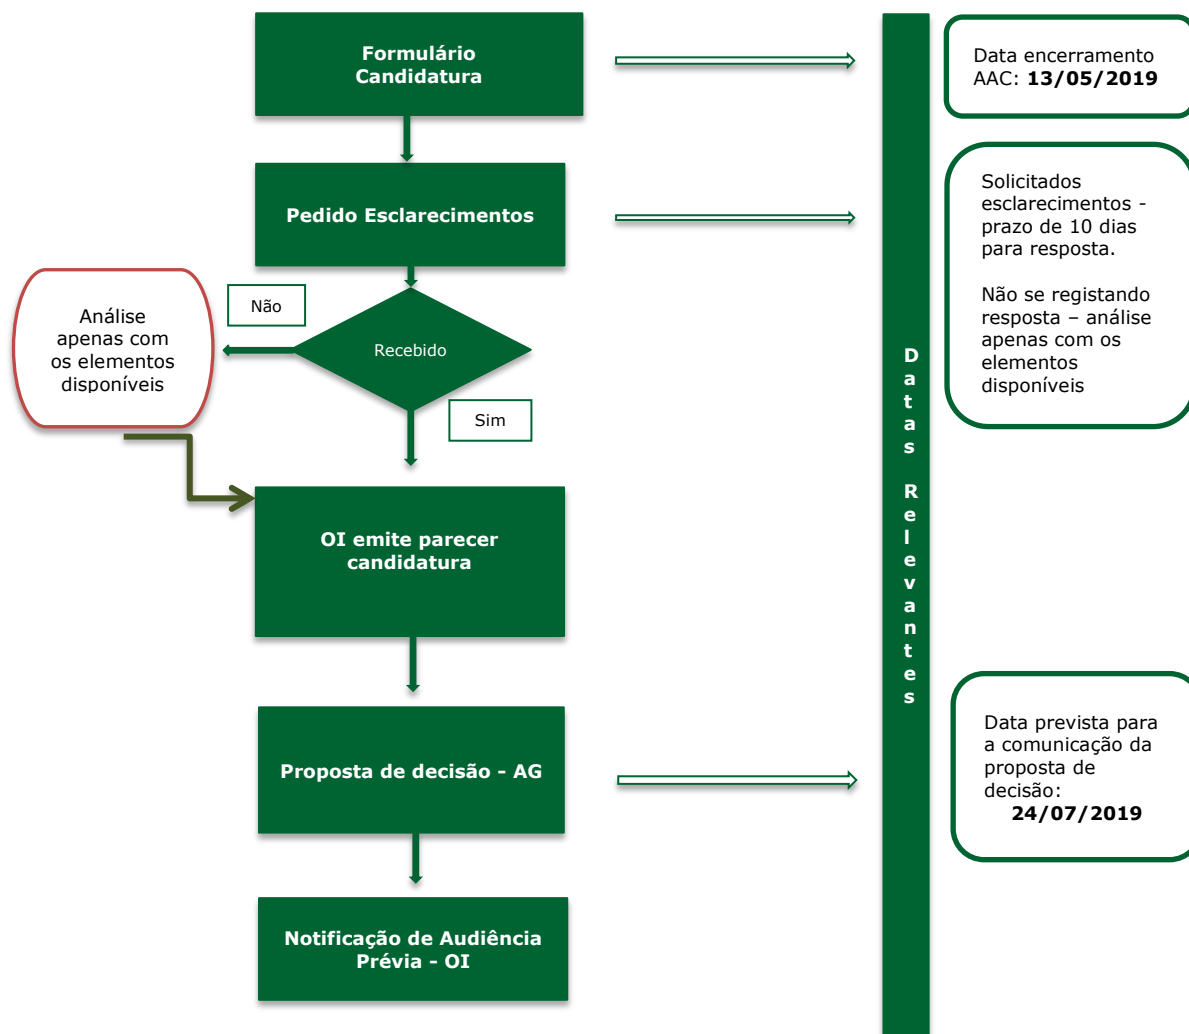 Formulário
Candidatura
Data encerramento
AAC: 13/05/2019
Pedido Esclarecimentos
Solicitados
esclarecimentos -
prazo de 10 dias
para resposta.
Não se registando
resposta – análise
apenas com os
elementos
disponíveis
Não
Análise
apenas com
os elementos
disponíveis
Recebido
Sim
Datas Relevantes
OI emite parecer
candidatura
Proposta de decisão - AG
Data prevista para
a comunicação da
proposta de
decisão:
24/07/2019
Notificação de Audiência
Prévia - OI